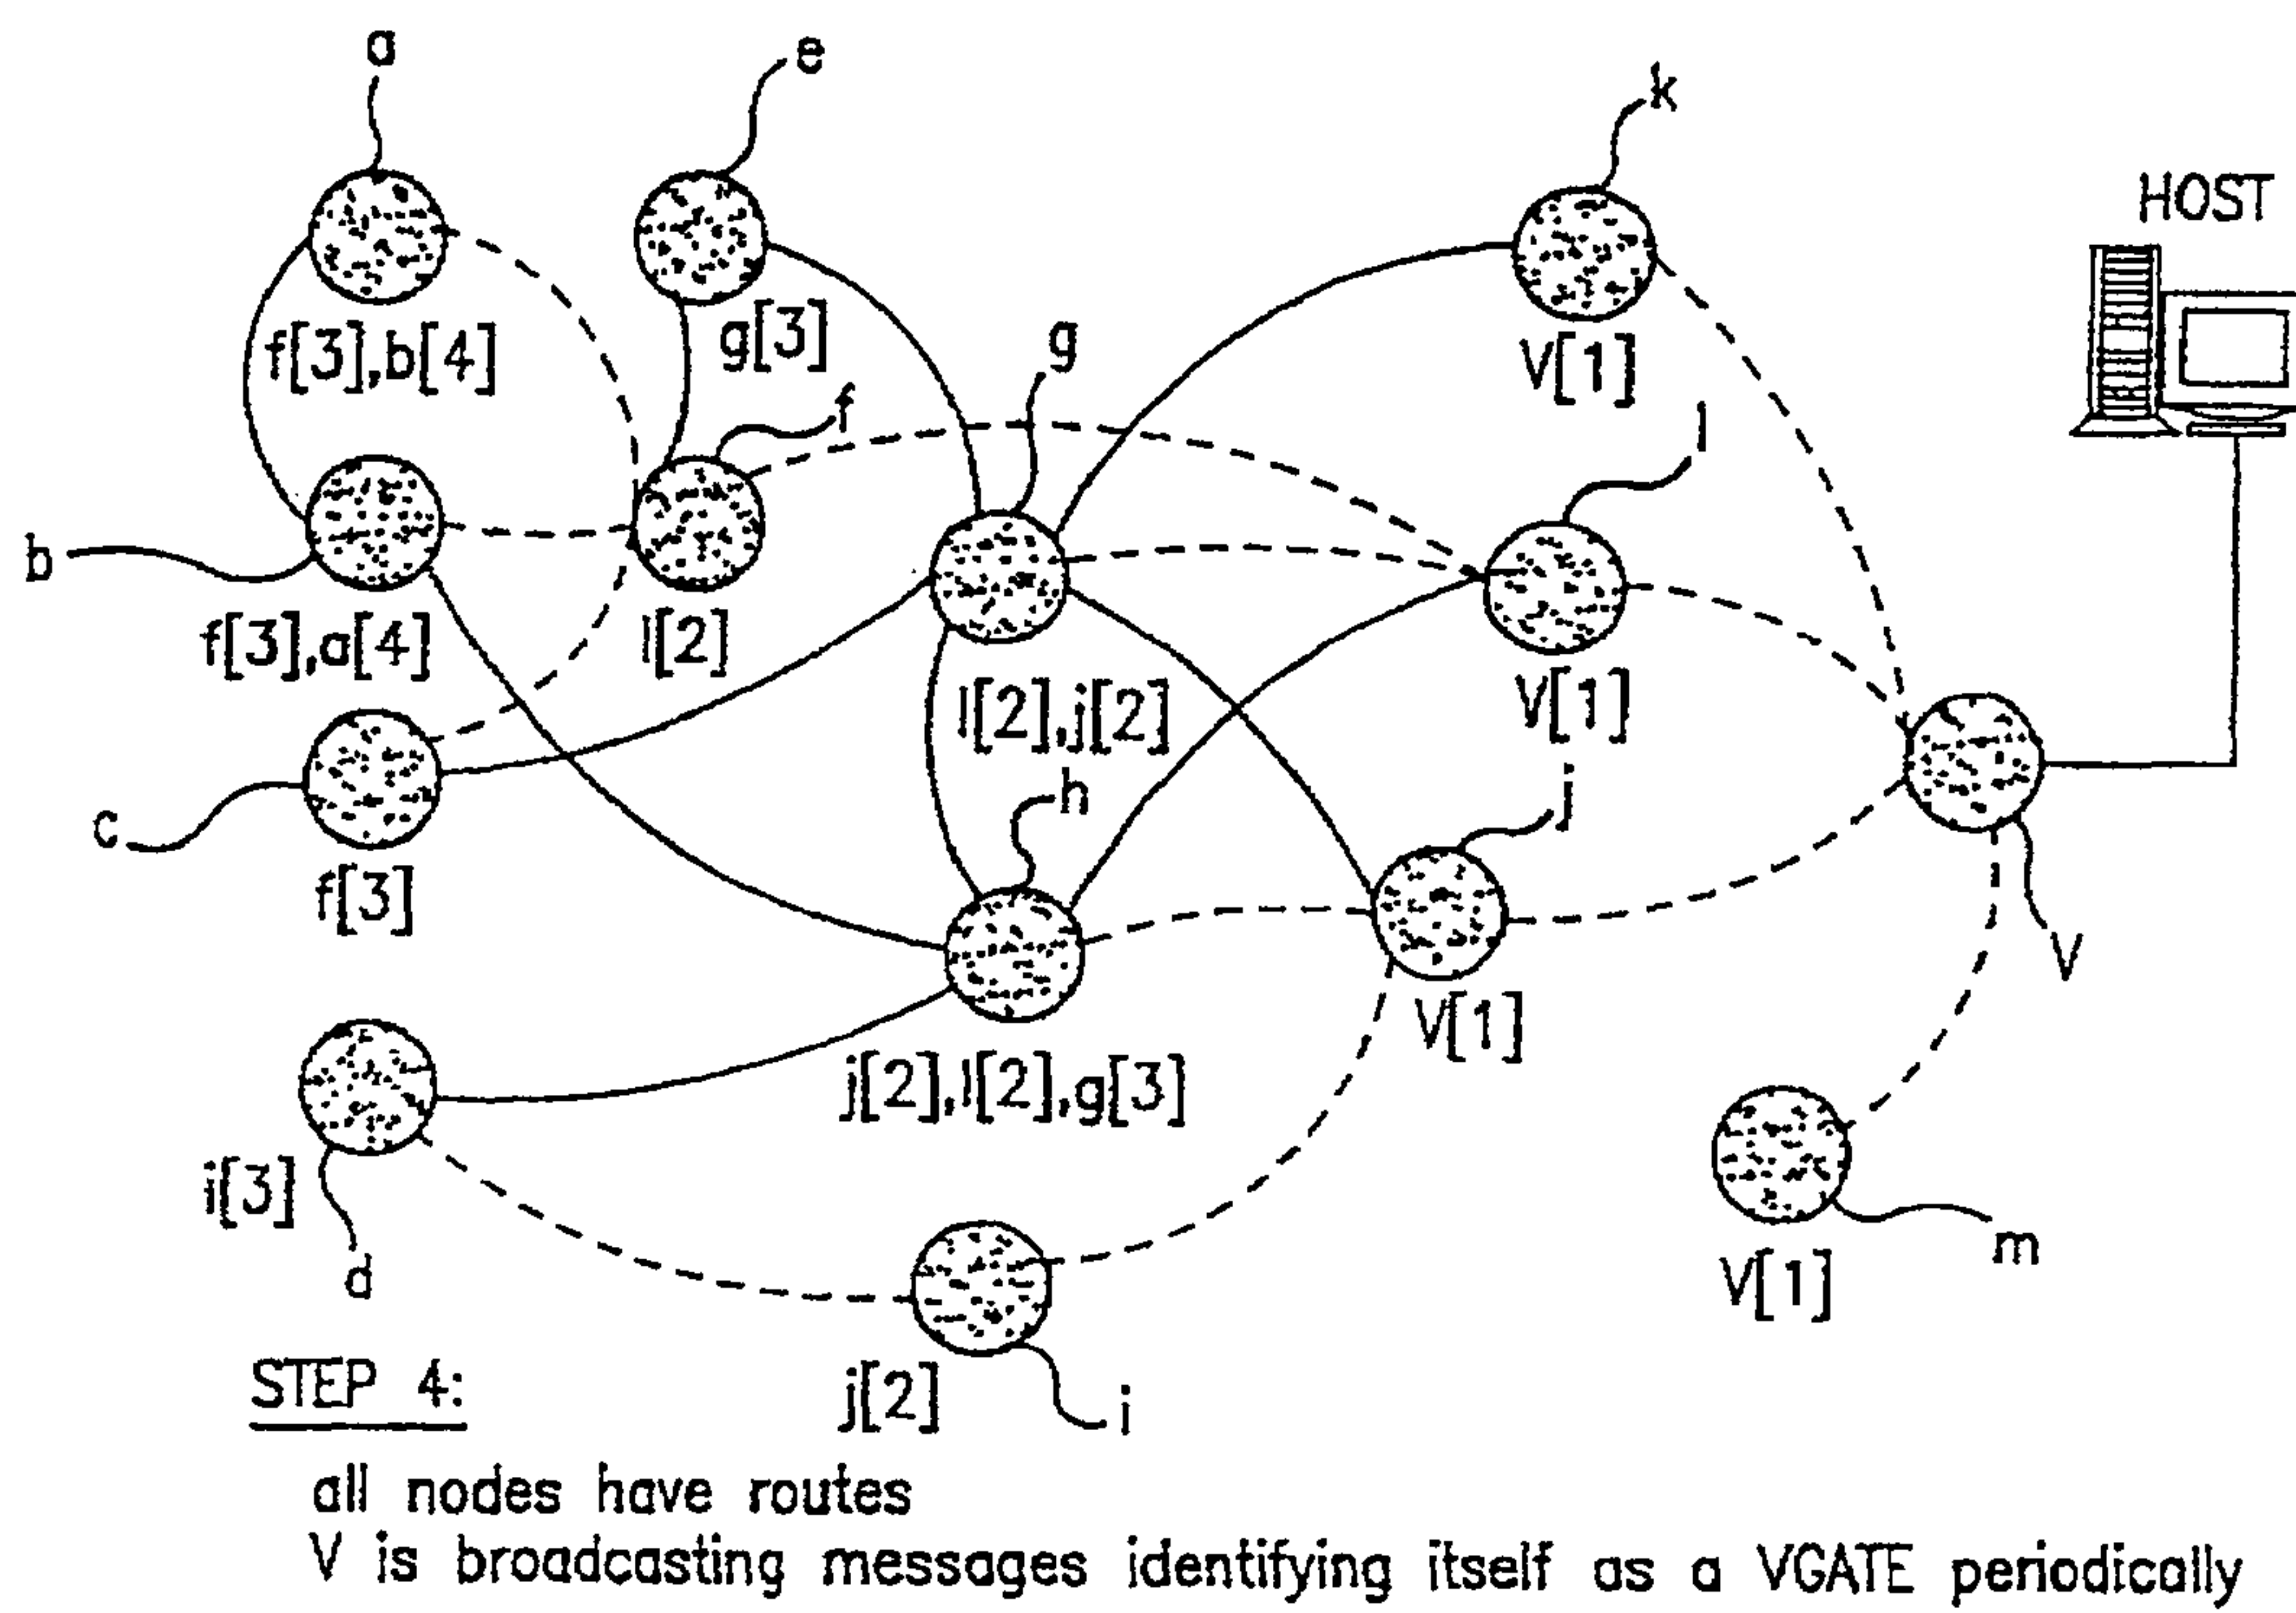 a
e
k
HOST
f[3],b[4]
g[3]
g
V[1]
f
l
b
f[3],a[4]
l[2]
l[2],j[2]
V[1]
h
j
c
f[3]
V
V[1]
j[2],l[2],g[3]
i[3]
d
m
V[1]
j[2]
i
STEP 4:
all nodes have routes
V is broadcasting messages identifying itself as a VGATE periodically